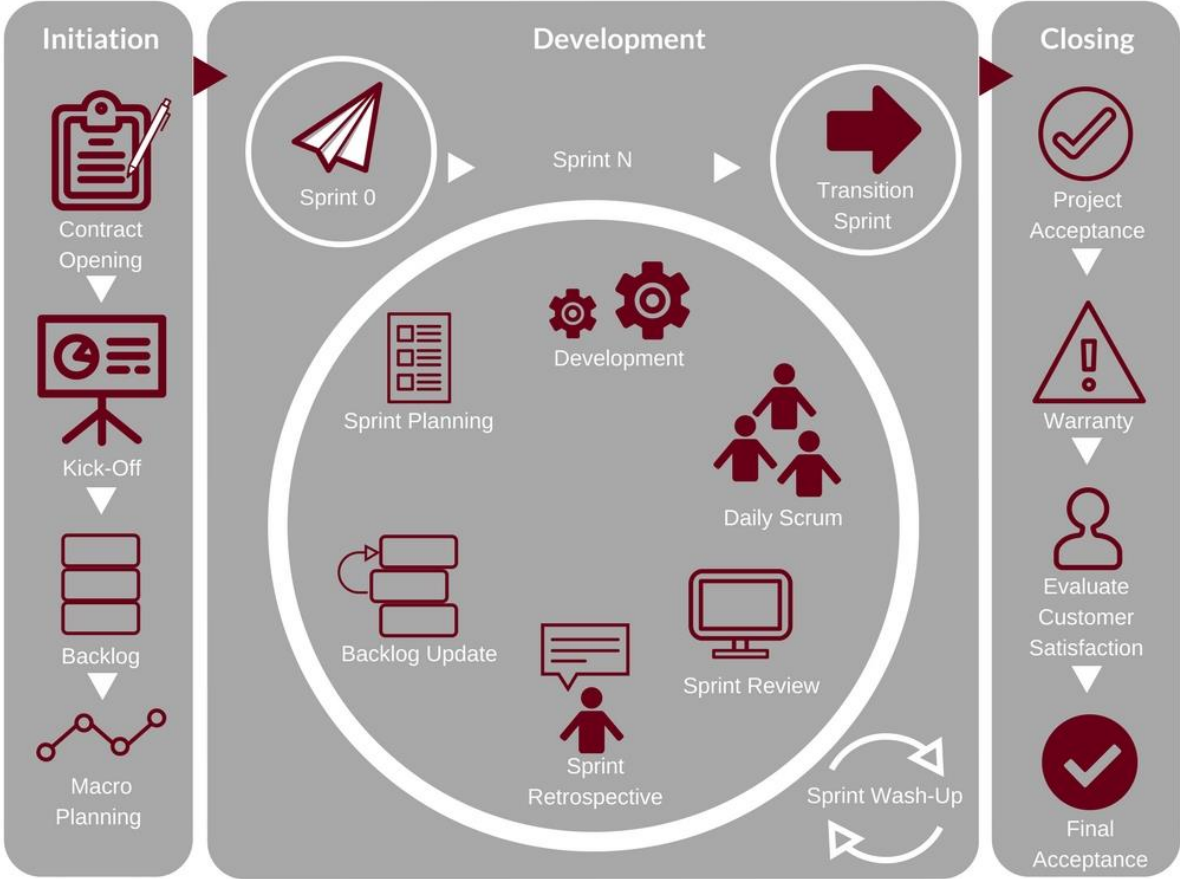 Initiation
Contract
Opening
Kick-Off
Backlog
Macro
Planning
Development
Sprint 0
Sprint N
Transition
Sprint
Development
Sprint Planning
Daily Scrum
Backlog Update
Sprint Review
Sprint
Retrospective
Sprint Wash-Up
Closing
Project
Acceptance
Warranty
Evaluate
Customer
Satisfaction
Final
Acceptance